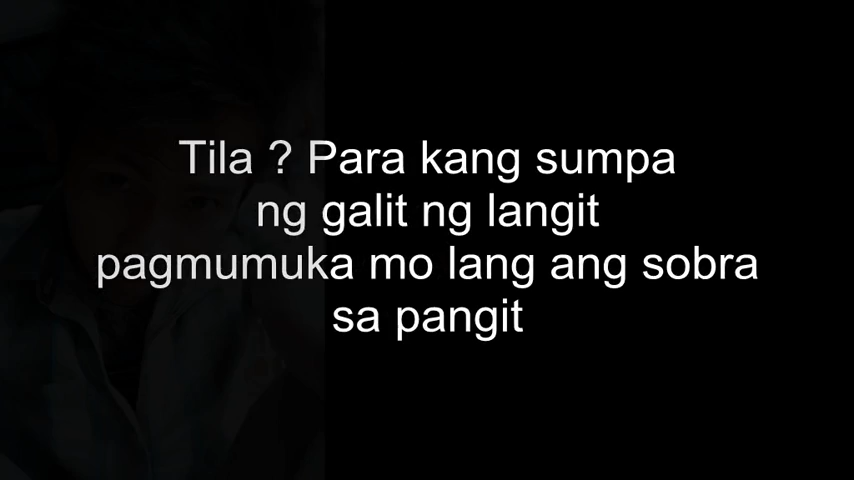 Tila ? Para kang sumpa
ng galit ng langit
pagmumuka mo lang ang sobra
sa pangit